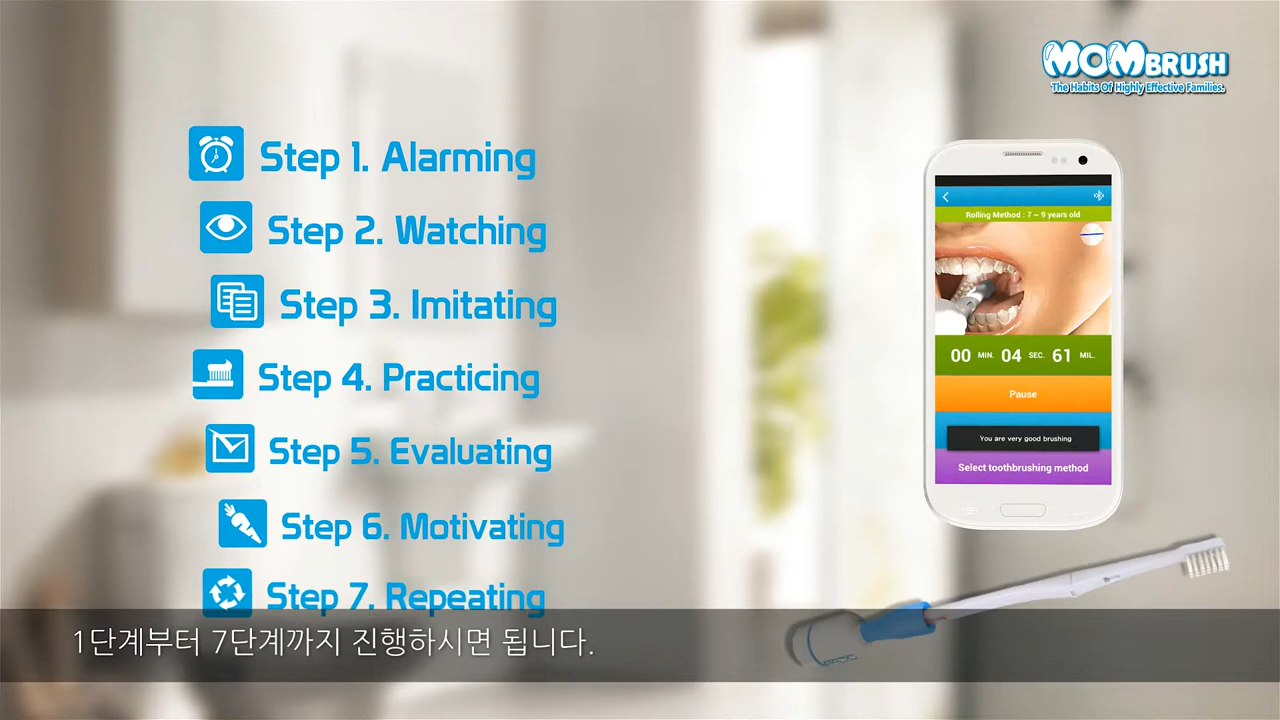 MOMBRUSH
The Habits Of Highly Effective Families.
Step 1. Alarming
Step 2. Watching
Step 3. Imitating
Step 4. Practicing
Step 5. Evaluating
Step 6. Motivating
Step 7. Repeating
Rolling Method : 7 ~ 9 years old
00 MIN. 04 SEC. 61 MIL.
Pause
You are very good brushing
Select toothbrushing method
1단계부터 7단계까지 진행하시면 됩니다.